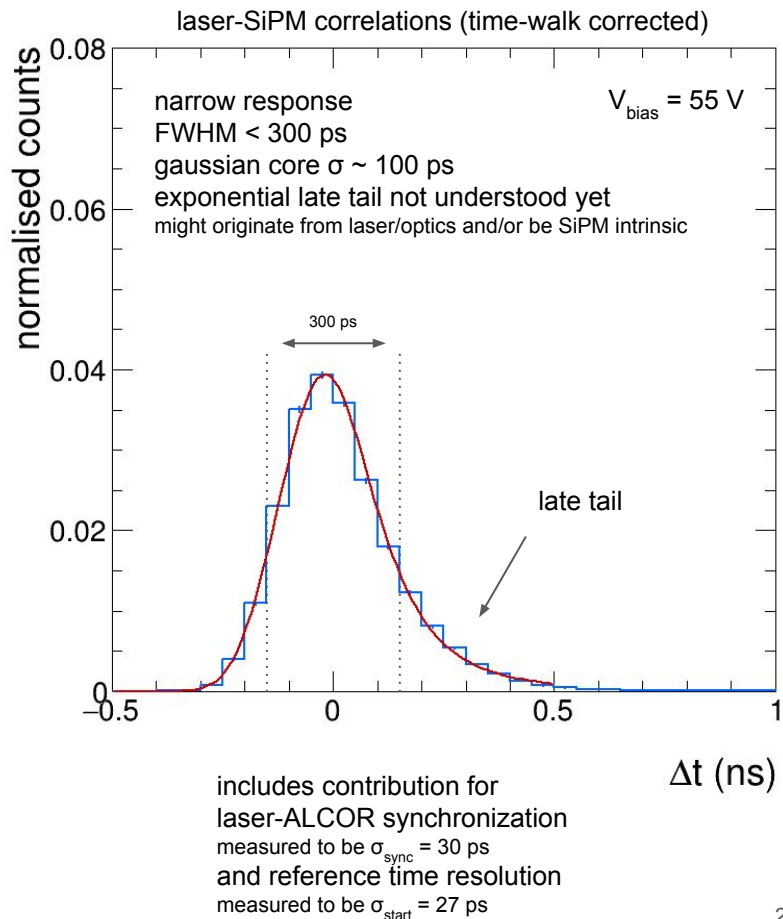 laser-SiPM correlations (time-walk corrected)
normalised counts
0.08
0.06
0.04
0.02
0
narrow response
FWHM < 300 ps
gaussian core σ ~ 100 ps
exponential late tail not understood yet
might originate from laser/optics and/or be SiPM intrinsic
V_bias = 55 V
300 ps
late tail
−0.5
0
0.5
1
Δt (ns)
includes contribution for
laser-ALCOR synchronization
measured to be σ_sync = 30 ps
and reference time resolution
measured to be σ_start = 27 ps